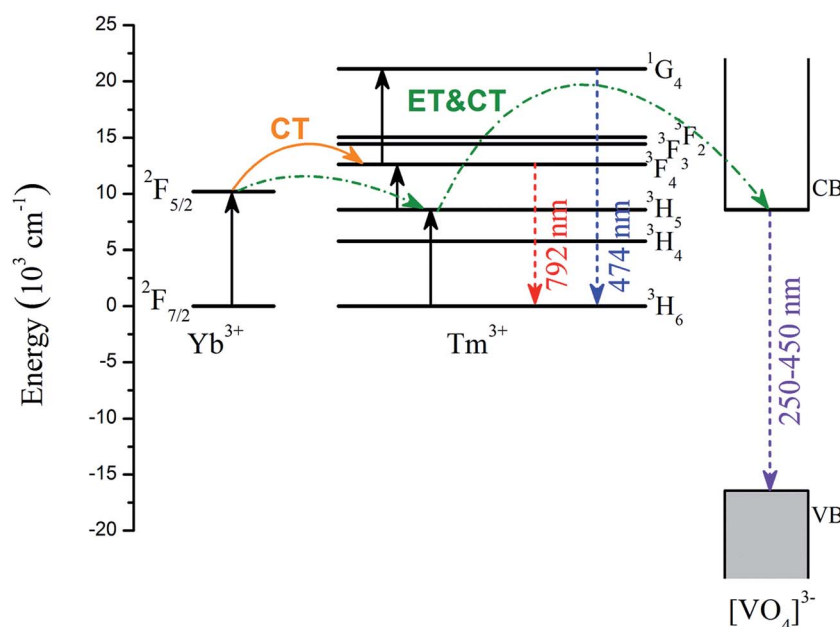 25
20
15
10
5
0
-5
-10
-15
-20
Energy (10³ cm⁻¹)
CT
ET&CT
²F₅/₂
²F₇/₂
Yb³⁺
¹G₄
³F₂
³F₃
³F₄
³H₅
³H₄
³H₆
792 nm
474 nm
Tm³⁺
CB
250-450 nm
VB
[VO₄]³⁻